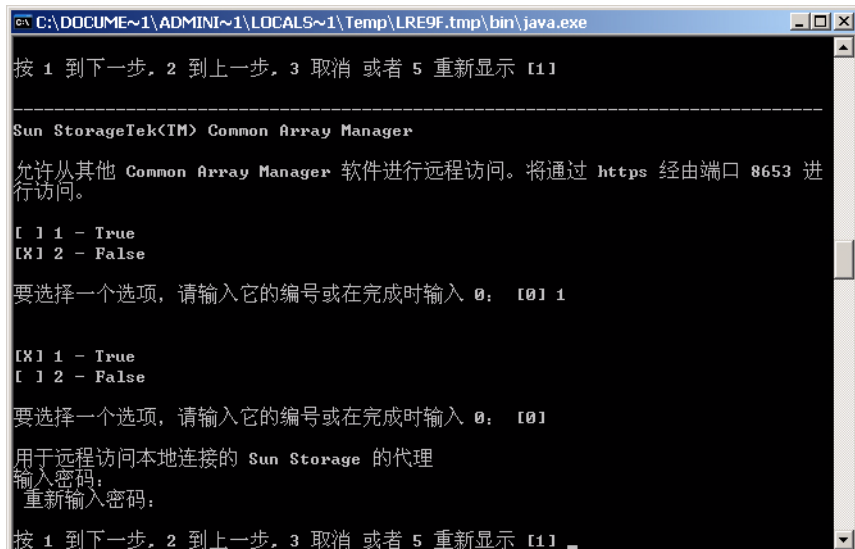 C:\DOCUME~1\ADMINI~1\LOCALS~1\Temp\LRE9F.tmp\bin\java.exe
按 1 到下一步, 2 到上一步, 3 取消 或者 5 重新显示 [1]
--------------------------------------------------------------------------------
Sun StorageTek(TM) Common Array Manager
允许从其他 Common Array Manager 软件进行远程访问。将通过 https 经由端口 8653 进
行访问。
[ ] 1 - True
[X] 2 - False
要选择一个选项, 请输入它的编号或在完成时输入 0: [0] 1
[X] 1 - True
[ ] 2 - False
要选择一个选项, 请输入它的编号或在完成时输入 0: [0]
用于远程访问本地连接的 Sun Storage 的代理
输入密码:
重新输入密码:
按 1 到下一步, 2 到上一步, 3 取消 或者 5 重新显示 [1] _